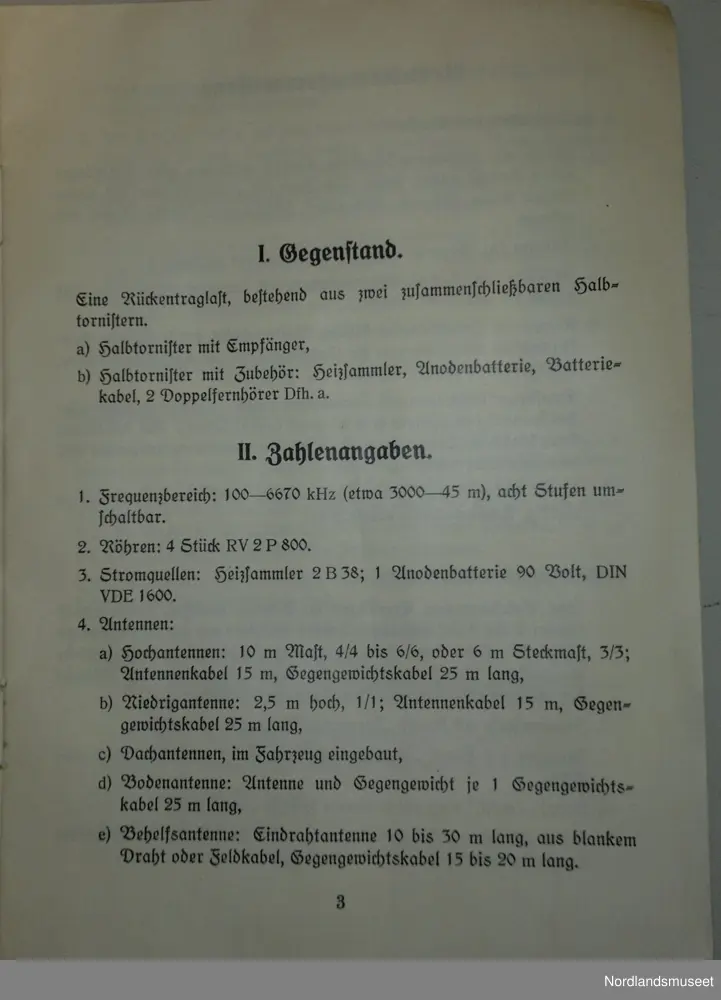 I. Gegenſtand.
Eine Rückentraglaſt, beſtehend aus zwei zuſammenſchließbaren Halb-
torniſtern.
a) Halbtorniſter mit Empfänger,
b) Halbtorniſter mit Zubehör: Heizſammler, Anodenbatterie, Batterie-
kabel, 2 Doppelfernhörer Dfh. a.
II. Zahlenangaben.
1. Frequenzbereich: 100—6670 kHz (etwa 3000—45 m), acht Stufen um-
ſchaltbar.
2. Röhren: 4 Stück RV 2 P 800.
3. Stromquellen: Heizſammler 2 B 38; 1 Anodenbatterie 90 Volt, DIN
VDE 1600.
4. Antennen:
a) Hochantennen: 10 m Maſt, 4/4 bis 6/6, oder 6 m Steckmaſt, 3/3;
Antennenkabel 15 m, Gegengewichtskabel 25 m lang,
b) Niedrigantenne: 2,5 m hoch, 1/1; Antennenkabel 15 m, Gegen-
gewichtskabel 25 m lang,
c) Dachantennen, im Fahrzeug eingebaut,
d) Bodenantenne: Antenne und Gegengewicht je 1 Gegengewichts-
kabel 25 m lang,
e) Behelfsantenne: Eindrahtantenne 10 bis 30 m lang, aus blankem
Draht oder Feldkabel, Gegengewichtskabel 15 bis 20 m lang.
3
Nordlandsmuseet